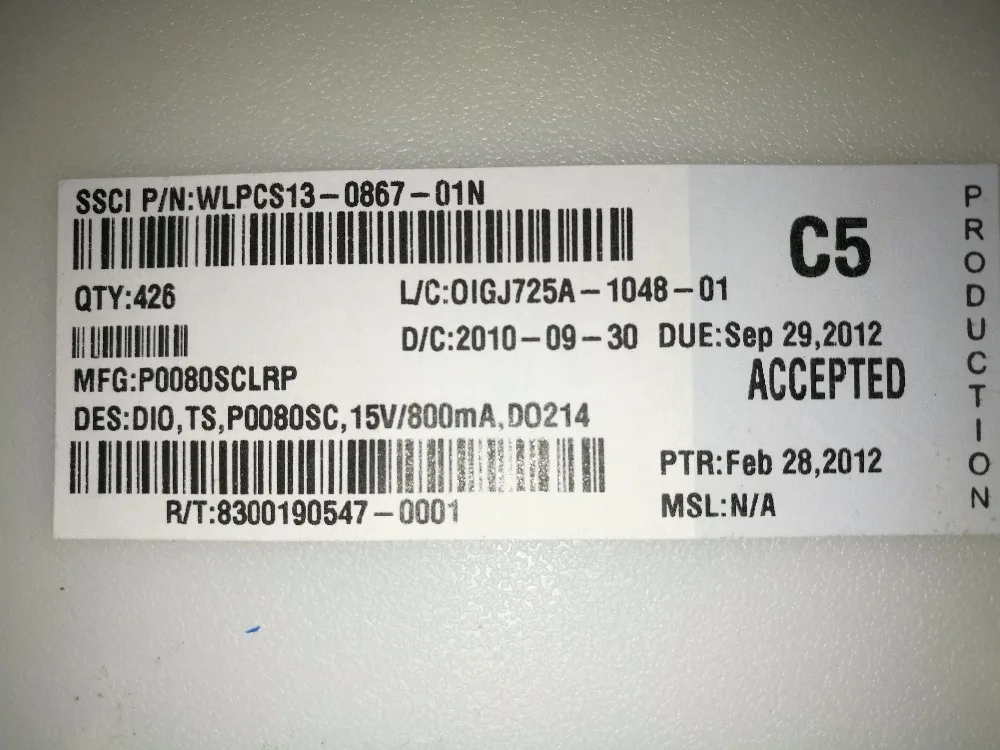 SSCI P/N:WLPCS13-0867-01N
C5
QTY:426
L/C:OIGJ725A-1048-01
D/C:2010-09-30 DUE:Sep 29,2012
MFG:P0080SCLRP
ACCEPTED
DES:DIO,TS,P0080SC,15V/800mA,DO214
PTR:Feb 28,2012
R/T:8300190547-0001
MSL:N/A
PRODUCTION